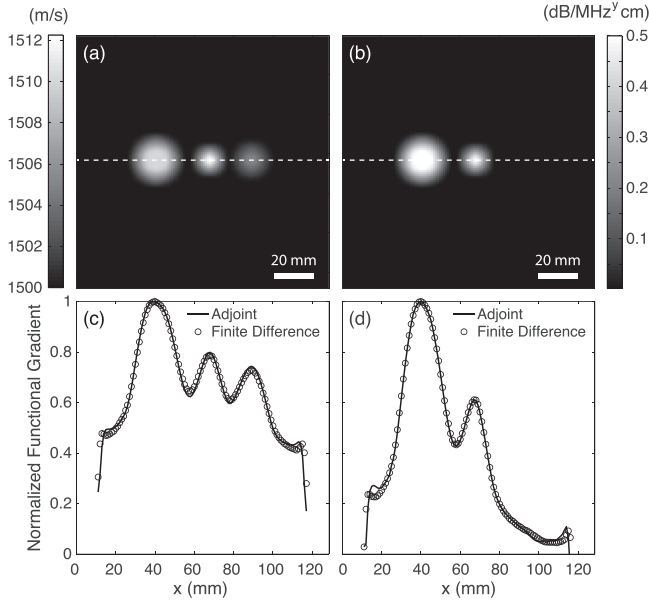 (m/s)
(dB/MHz^y cm)
1512
1510
1508
1506
1504
1502
1500
(a)
20 mm
(b)
20 mm
0.5
0.4
0.3
0.2
0.1
Normalized Functional Gradient
1
0.8
0.6
0.4
0.2
0
(c)
Adjoint
Finite Difference
0 20 40 60 80 100 120
x (mm)
(d)
Adjoint
Finite Difference
0 20 40 60 80 100 120
x (mm)